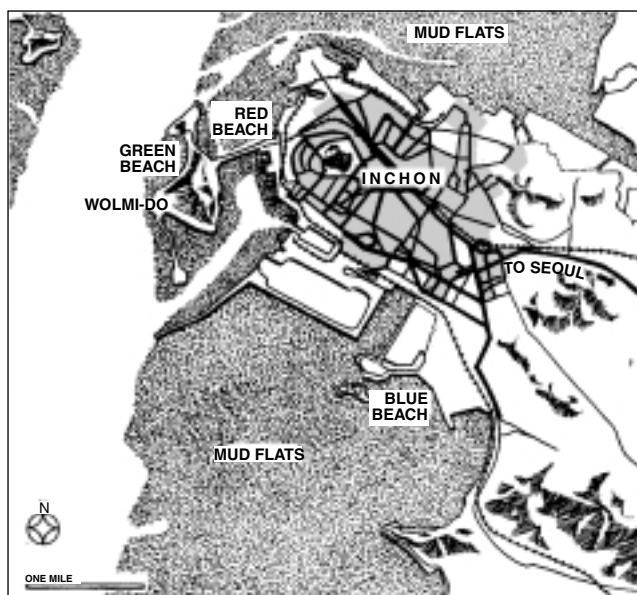 MUD FLATS
RED
BEACH
GREEN
BEACH
INCHON
WOLMI-DO
TO SEOUL
BLUE
BEACH
MUD FLATS
N
ONE MILE